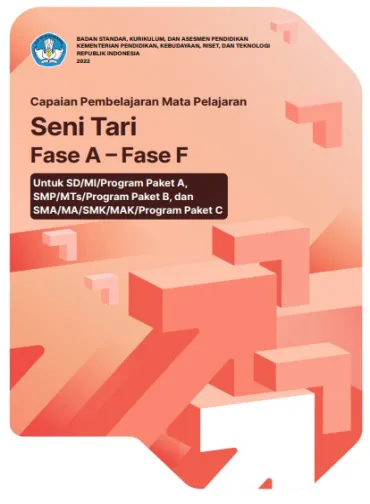 BADAN STANDAR, KURIKULUM, DAN ASESMEN PENDIDIKAN
KEMENTERIAN PENDIDIKAN, KEBUDAYAAN, RISET, DAN TEKNOLOGI
REPUBLIK INDONESIA
2022
Capaian Pembelajaran Mata Pelajaran
Seni Tari
Fase A – Fase F
Untuk SD/MI/Program Paket A,
SMP/MTs/Program Paket B, dan
SMA/MA/SMK/MAK/Program Paket C